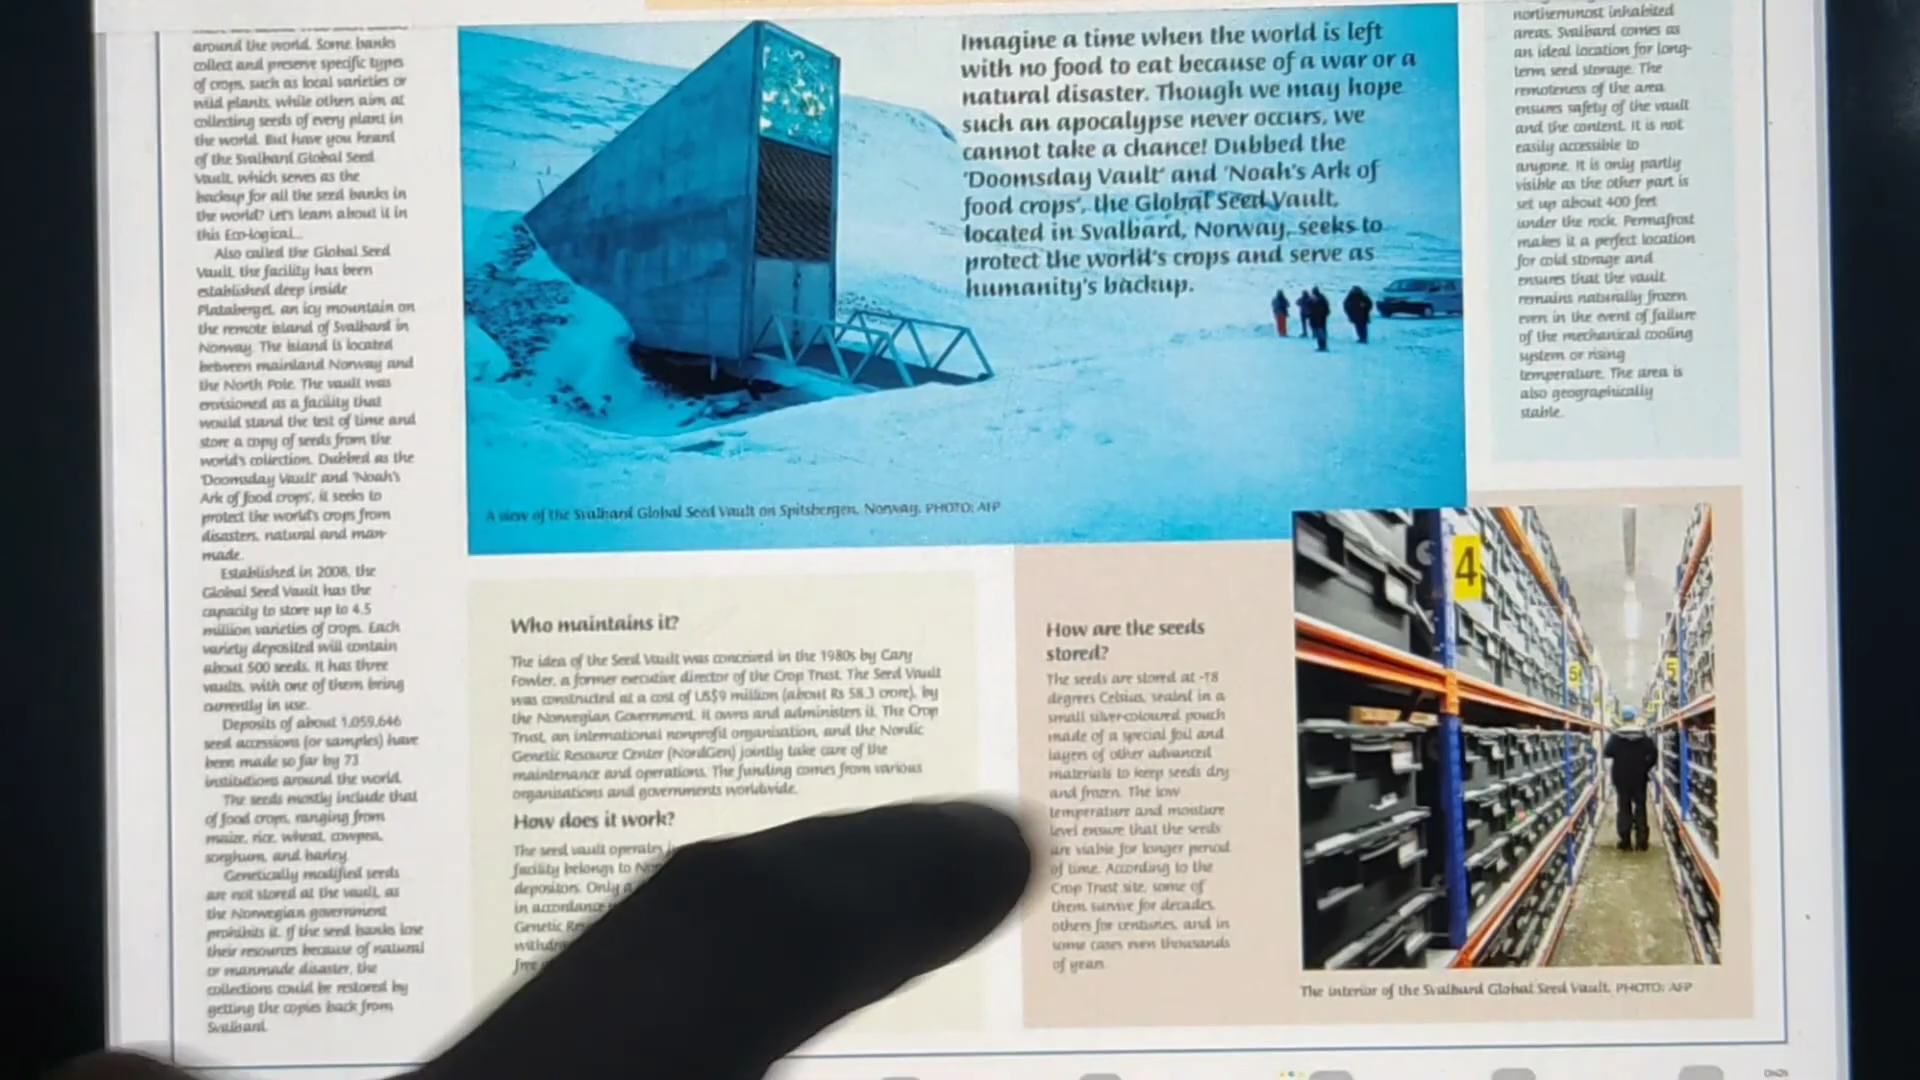 around the world. Some banks
collect and preserve specific types
of crops, such as local varieties or
wild plants, while others aim at
collecting seeds of every plant in
the world. But have you heard
of the Svalbard Global Seed
Vault, which serves as the
backup for all the seed banks in
the world? Let's learn about it in
this Eco-logical...
Also called the Global Seed
Vault, the facility has been
established deep inside
Plataberget, an icy mountain on
the remote island of Svalbard in
Norway. The island is located
between mainland Norway and
the North Pole. The vault was
envisioned as a facility that
would stand the test of time and
store a copy of seeds from the
world's collection. Dubbed as the
'Doomsday Vault' and 'Noah's
Ark of food crops', it seeks to
protect the world's crops from
disasters, natural and man-
made.
Established in 2008, the
Global Seed Vault has the
capacity to store up to 4.5
million varieties of crops. Each
variety deposited will contain
about 500 seeds. It has three
vaults, with one of them being
currently in use.
Deposits of about 1,059,646
seed accessions (or samples) have
been made so far by 73
institutions around the world.
The seeds mostly include that
of food crops, ranging from
maize, rice, wheat, cowpea,
sorghum, and barley.
Genetically modified seeds
are not stored at the vault, as
the Norwegian government
prohibits it. If the seed banks lose
their resources because of natural
or manmade disaster, the
collections could be restored by
getting the copies back from
Svalbard.
Imagine a time when the world is left
with no food to eat because of a war or a
natural disaster. Though we may hope
such an apocalypse never occurs, we
cannot take a chance! Dubbed the
'Doomsday Vault' and 'Noah's Ark of
food crops', the Global Seed Vault,
located in Svalbard, Norway, seeks to
protect the world's crops and serve as
humanity's backup.
A view of the Svalbard Global Seed Vault on Spitsbergen, Norway. PHOTO: AFP
Who maintains it?
The idea of the Seed Vault was conceived in the 1980s by Cary
Fowler, a former executive director of the Crop Trust. The Seed Vault
was constructed at a cost of US$9 million (about Rs 58.3 crore), by
the Norwegian Government. It owns and administers it. The Crop
Trust, an international nonprofit organisation, and the Nordic
Genetic Resource Center (NordGen) jointly take care of the
maintenance and operations. The funding comes from various
organisations and governments worldwide.
How does it work?
The seed vault operates
facility belongs to
depositors. Only
in accordance
Genetic
free
How are the seeds
stored?
The seeds are stored at -18
degrees Celsius, sealed in a
small silver-coloured pouch
made of a special foil and
layers of other advanced
materials to keep seeds dry
and frozen. The low
temperature and moisture
level ensure that the seeds
are viable for longer period
of time. According to the
Crop Trust site, some of
them survive for decades,
others for centuries, and in
some cases even thousands
of years.
northernmost inhabited
areas, Svalbard comes as
an ideal location for long-
term seed storage. The
remoteness of the area
ensures safety of the vault
and the content. It is not
easily accessible to
anyone. It is only partly
visible as the other part is
set up about 400 feet
under the rock. Permafrost
makes it a perfect location
for cold storage and
ensures that the vault
remains naturally frozen
even in the event of failure
of the mechanical cooling
system or rising
temperature. The area is
also geographically
stable.
4
5
5
The interior of the Svalbard Global Seed Vault. PHOTO: AFP